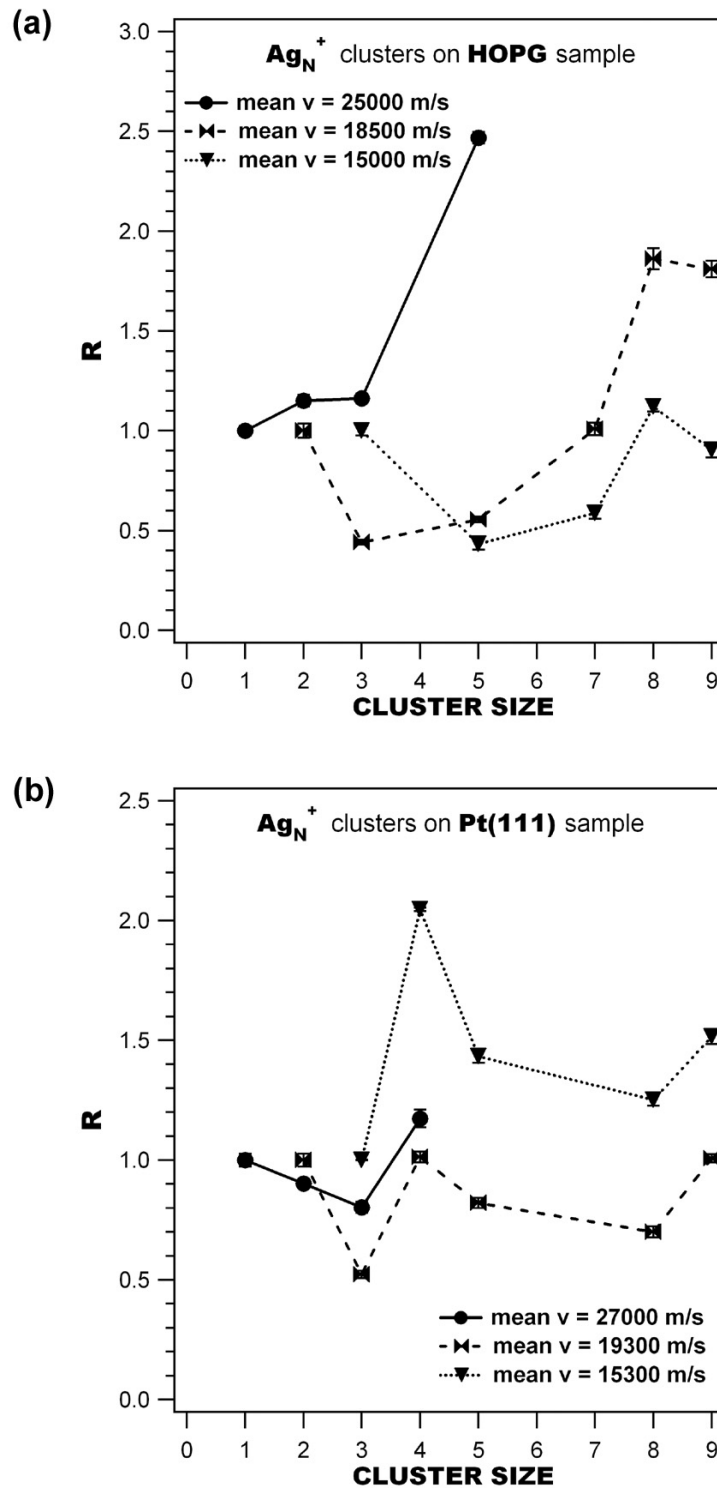 (a)
3.0
Ag_N^+ clusters on HOPG sample
mean v = 25000 m/s
mean v = 18500 m/s
mean v = 15000 m/s
2.5
2.0
1.5
R
1.0
0.5
0.0
0 1 2 3 4 5 6 7 8 9
CLUSTER SIZE
(b)
2.5
Ag_N^+ clusters on Pt(111) sample
2.0
1.5
R
1.0
0.5
mean v = 27000 m/s
mean v = 19300 m/s
mean v = 15300 m/s
0.0
0 1 2 3 4 5 6 7 8 9
CLUSTER SIZE